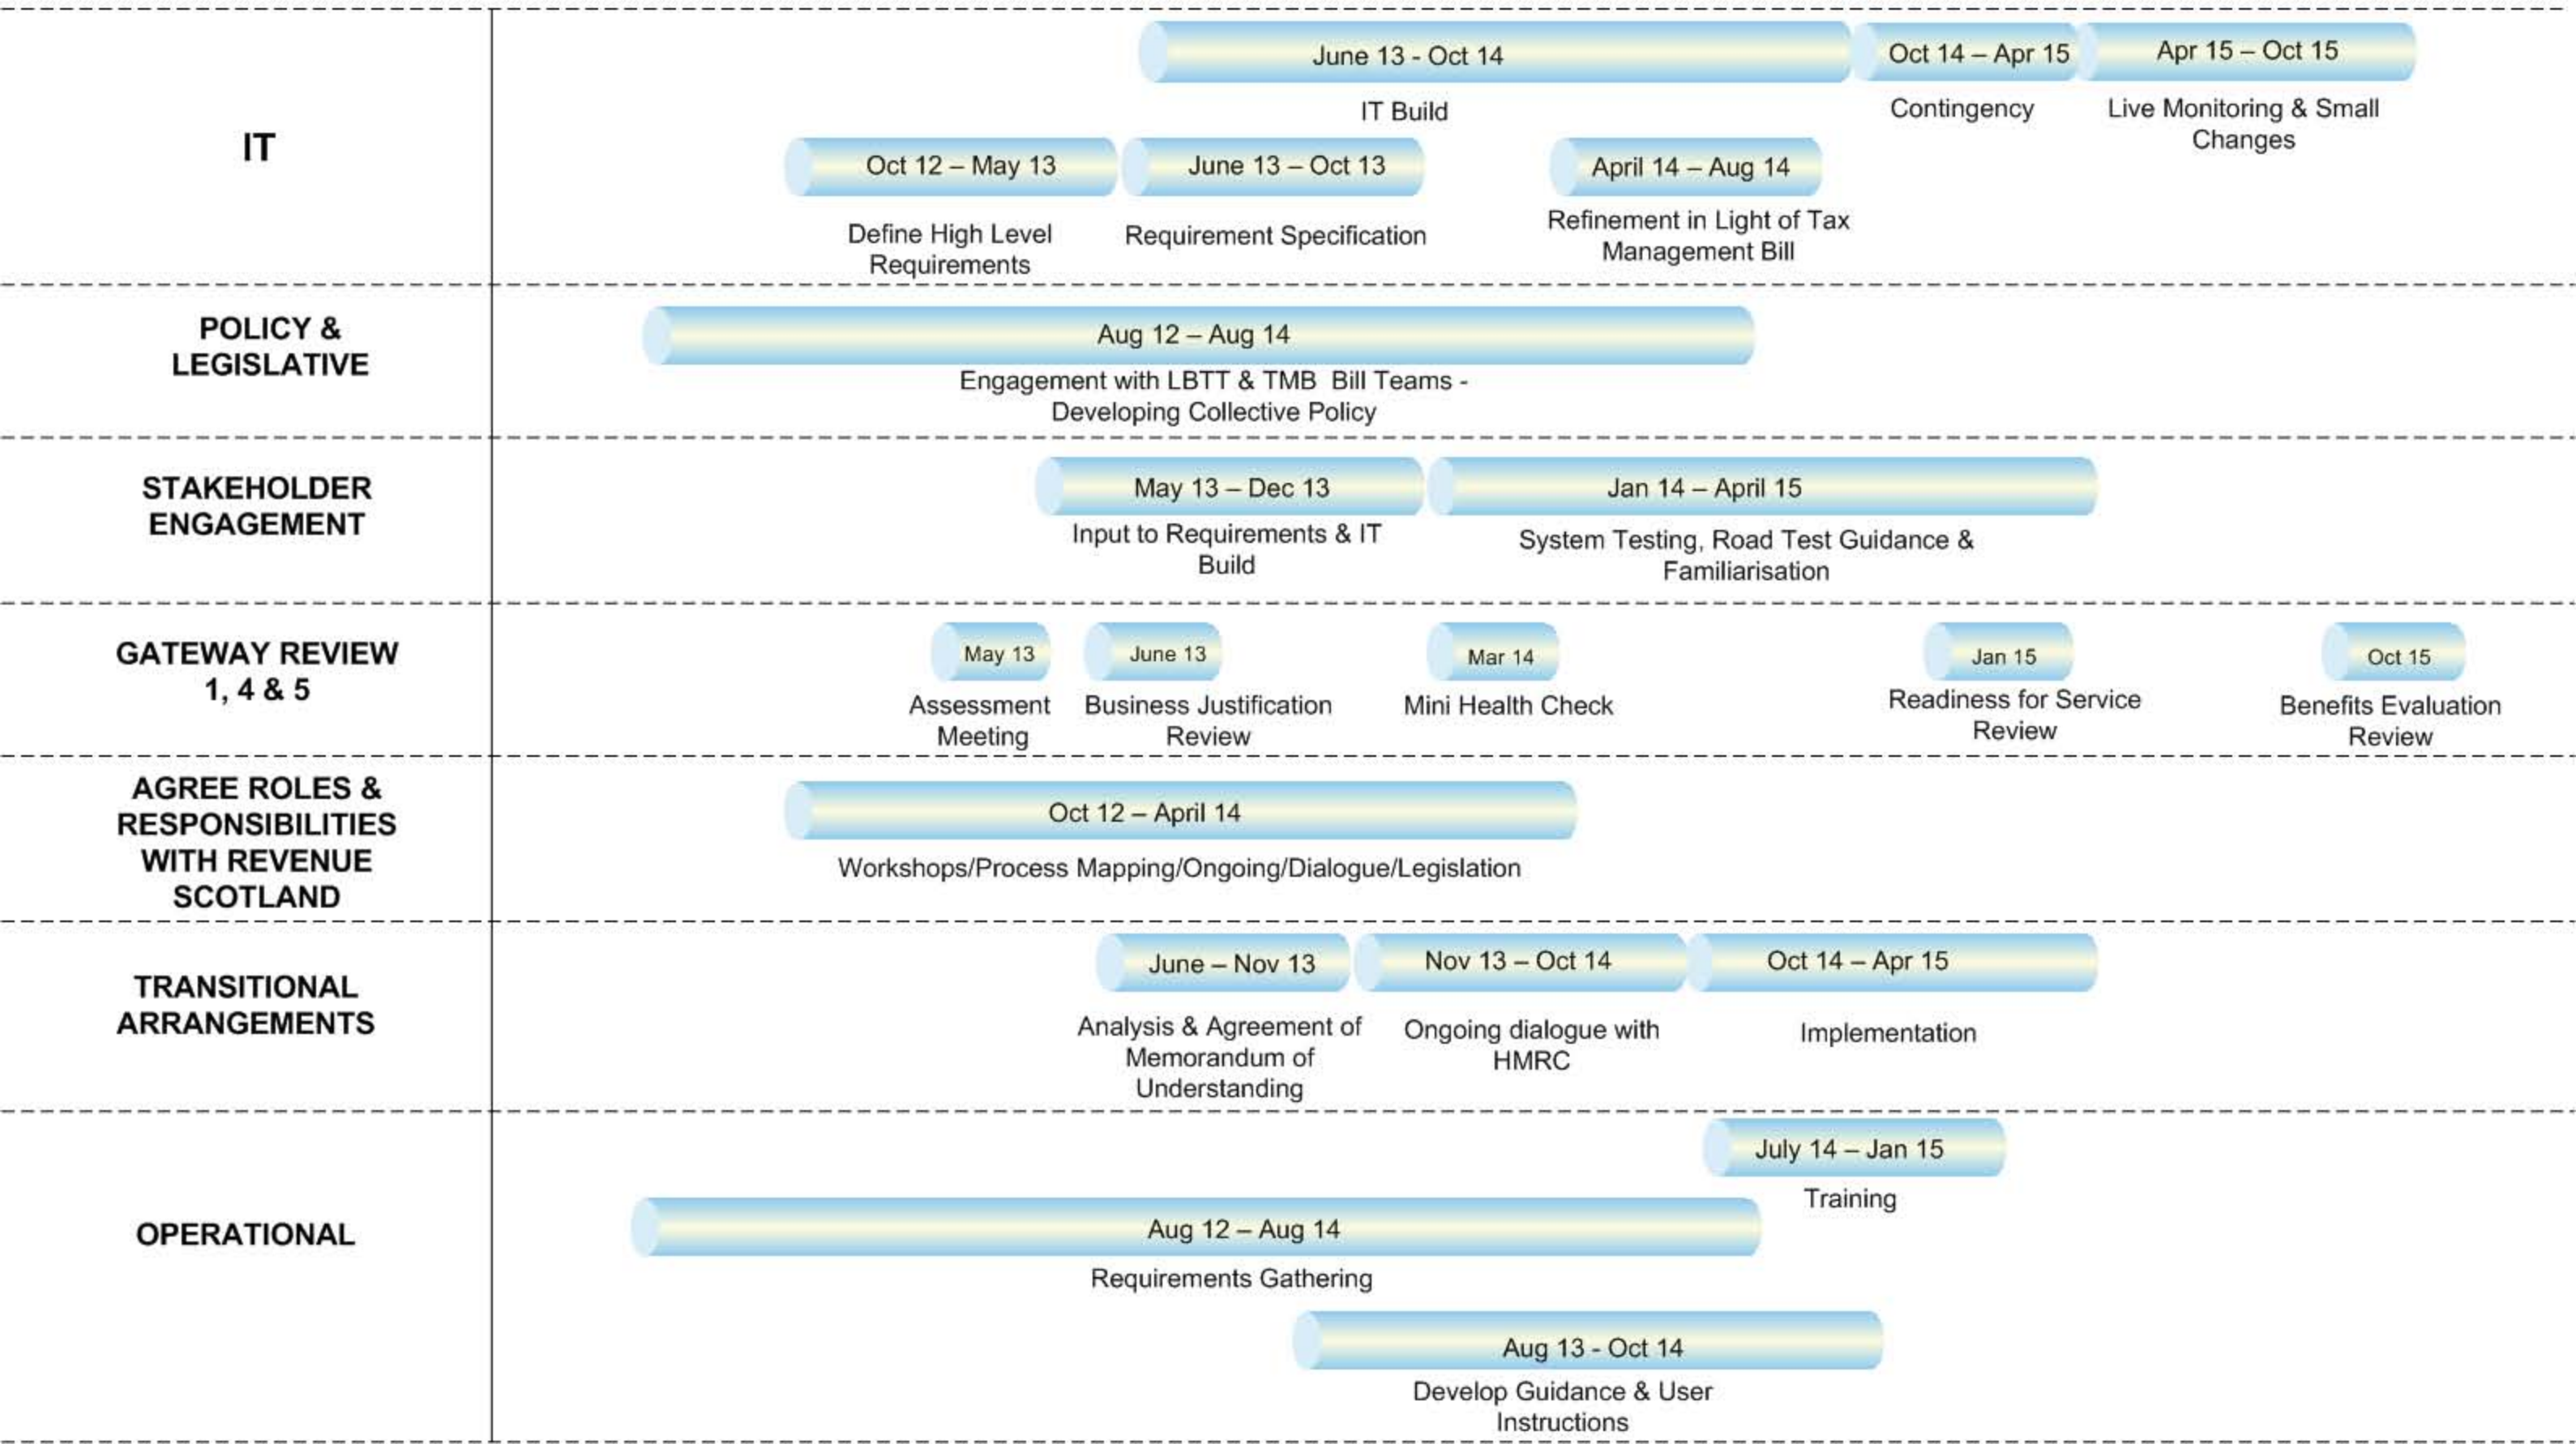 IT
June 13 - Oct 14
IT Build
Oct 14 – Apr 15
Contingency
Apr 15 – Oct 15
Live Monitoring & Small
Changes
Oct 12 – May 13
Define High Level
Requirements
June 13 – Oct 13
Requirement Specification
April 14 – Aug 14
Refinement in Light of Tax
Management Bill
POLICY &
LEGISLATIVE
Aug 12 – Aug 14
Engagement with LBTT & TMB  Bill Teams -
Developing Collective Policy
STAKEHOLDER
ENGAGEMENT
May 13 – Dec 13
Input to Requirements & IT
Build
Jan 14 – April 15
System Testing, Road Test Guidance &
Familiarisation
GATEWAY REVIEW
1, 4 & 5
May 13
Assessment
Meeting
June 13
Business Justification
Review
Mar 14
Mini Health Check
Jan 15
Readiness for Service
Review
Oct 15
Benefits Evaluation
Review
AGREE ROLES &
RESPONSIBILITIES
WITH REVENUE
SCOTLAND
Oct 12 – April 14
Workshops/Process Mapping/Ongoing/Dialogue/Legislation
TRANSITIONAL
ARRANGEMENTS
June – Nov 13
Analysis & Agreement of
Memorandum of
Understanding
Nov 13 – Oct 14
Ongoing dialogue with
HMRC
Oct 14 – Apr 15
Implementation
OPERATIONAL
July 14 – Jan 15
Training
Aug 12 – Aug 14
Requirements Gathering
Aug 13 - Oct 14
Develop Guidance & User
Instructions